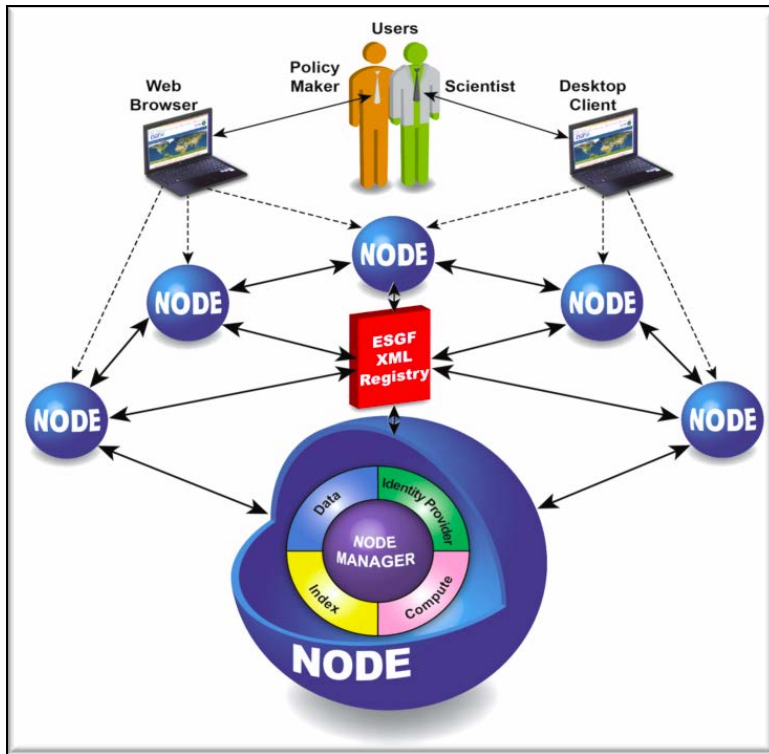 Users
Policy
Maker
Scientist
Web
Browser
Desktop
Client
NODE
NODE
NODE
ESGF
XML
Registry
NODE
NODE
Data
Identity Provider
NODE
MANAGER
Index
Compute
NODE